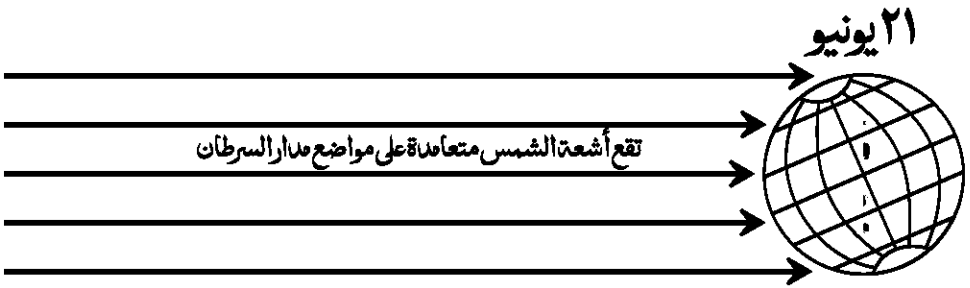 ٢١ يونيو
تقع أشعة الشمس متعامدة على مواضع مدار السرطان